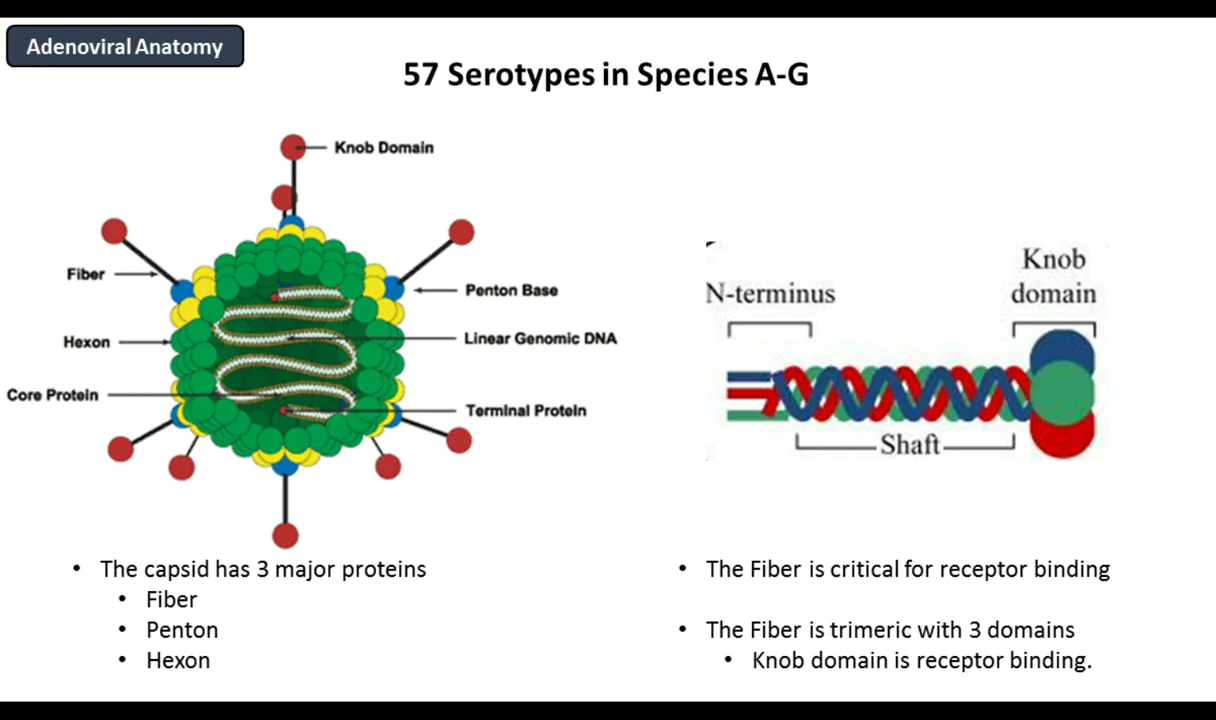 Adenoviral Anatomy
57 Serotypes in Species A-G
Knob Domain
Fiber
Penton Base
Hexon
Linear Genomic DNA
Core Protein
Terminal Protein
Knob
domain
N-terminus
Shaft
• The capsid has 3 major proteins
• Fiber
• Penton
• Hexon
• The Fiber is critical for receptor binding
• The Fiber is trimeric with 3 domains
• Knob domain is receptor binding.